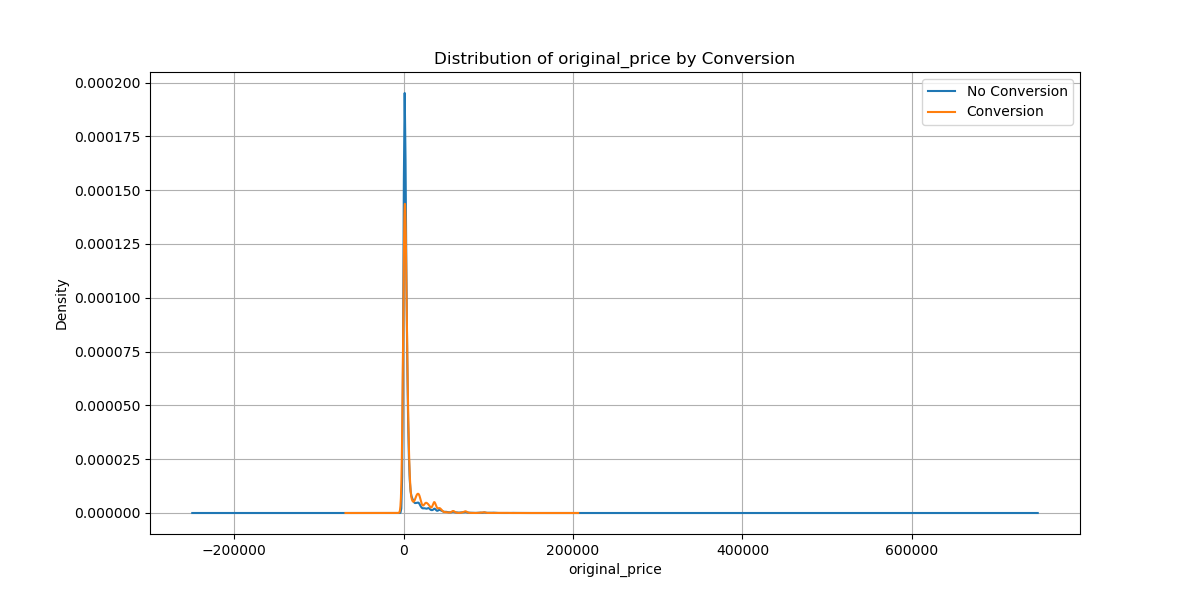 Distribution of original_price by Conversion
No Conversion
Conversion
0.000200
0.000175
0.000150
0.000125
0.000100
0.000075
0.000050
0.000025
0.000000
Density
−200000 0 200000 400000 600000
original_price